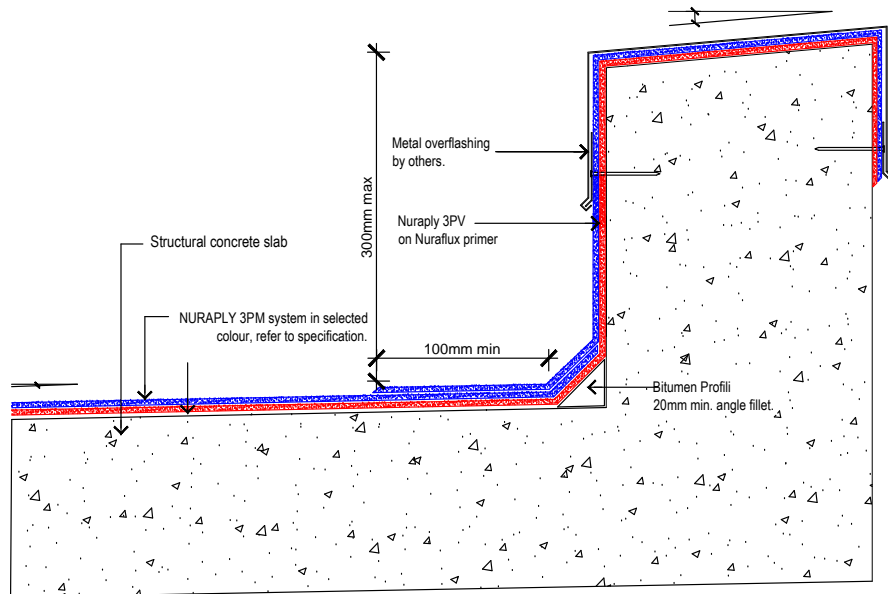 Metal overflashing
by others.
300mm max
Nuraply 3PV
on Nuraflux primer
Structural concrete slab
NURAPLY 3PM system in selected
colour, refer to specification.
100mm min
Bitumen Profili
20mm min. angle fillet.